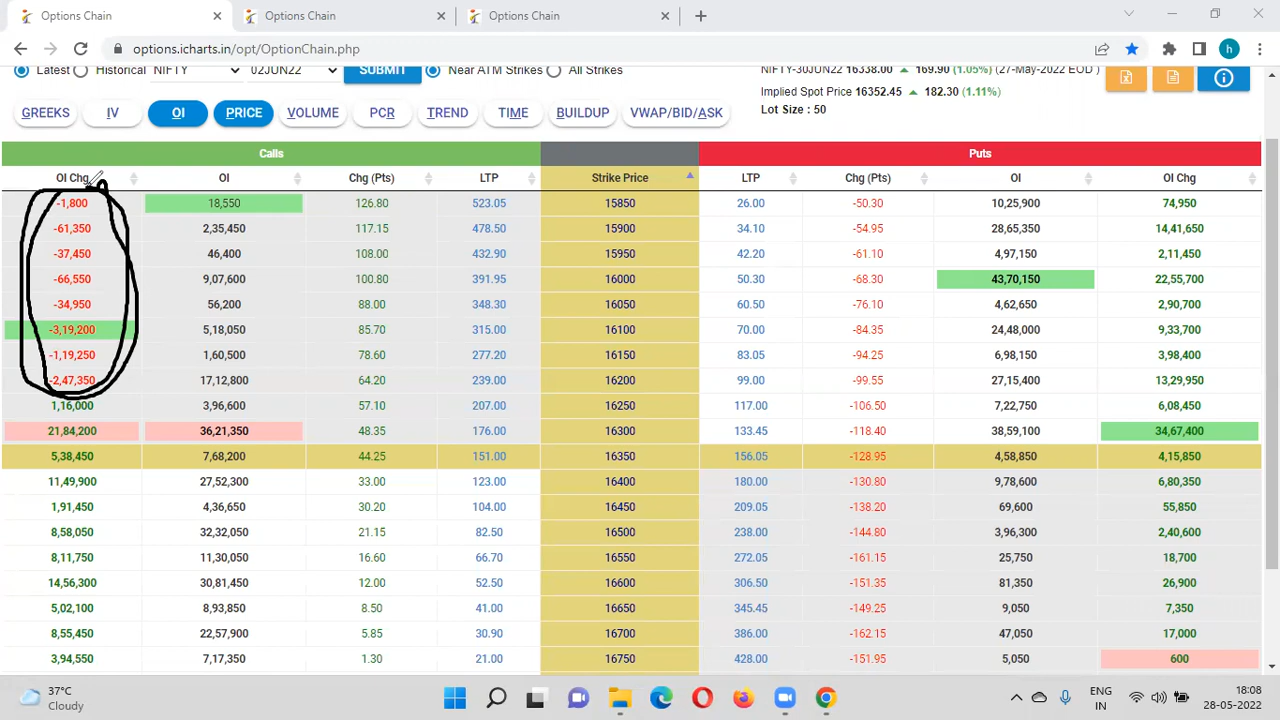 Options Chain Options Chain Options Chain
options.icharts.in/opt/OptionChain.php
h
Latest Historical NIFTY 02JUN22 SUBMIT Near ATM Strikes All Strikes
NIFTY-30JUN22 16338.00 169.90 (1.05%) (27-May-2022 EOD )
Implied Spot Price 16352.45 182.30 (1.11%)
Lot Size : 50
GREEKS IV OI PRICE VOLUME PCR TREND TIME BUILDUP VWAP/BID/ASK
Calls Puts
OI Chg OI Chg (Pts) LTP Strike Price LTP Chg (Pts) OI OI Chg
-1,800 18,550 126.80 523.05 15850 26.00 -50.30 10,25,900 74,950
-61,350 2,35,450 117.15 478.50 15900 34.10 -54.95 28,65,350 14,41,650
-37,450 46,400 108.00 432.90 15950 42.20 -61.10 4,97,150 2,11,450
-66,550 9,07,600 100.80 391.95 16000 50.30 -68.30 43,70,150 22,55,700
-34,950 56,200 88.00 348.30 16050 60.50 -76.10 4,62,650 2,90,700
-3,19,200 5,18,050 85.70 315.00 16100 70.00 -84.35 24,48,000 9,33,700
-1,19,250 1,60,500 78.60 277.20 16150 83.05 -94.25 6,98,150 3,98,400
-2,47,350 17,12,800 64.20 239.00 16200 99.00 -99.55 27,15,400 13,29,950
1,16,000 3,96,600 57.10 207.00 16250 117.00 -106.50 7,22,750 6,08,450
21,84,200 36,21,350 48.35 176.00 16300 133.45 -118.40 38,59,100 34,67,400
5,38,450 7,68,200 44.25 151.00 16350 156.05 -128.95 4,58,850 4,15,850
11,49,900 27,52,300 33.00 123.00 16400 180.00 -130.80 9,78,600 6,80,350
1,91,450 4,36,650 30.20 104.00 16450 209.05 -138.20 69,600 55,850
8,58,050 32,32,050 21.15 82.50 16500 238.00 -144.80 3,96,300 2,40,600
8,11,750 11,30,050 16.60 66.70 16550 272.05 -161.15 25,750 18,700
14,56,300 30,81,450 12.00 52.50 16600 306.50 -151.35 81,350 26,900
5,02,100 8,93,850 8.50 41.00 16650 345.45 -149.25 9,050 7,350
8,55,450 22,57,900 5.85 30.90 16700 386.00 -162.15 47,050 17,000
3,94,550 7,17,350 1.30 21.00 16750 428.00 -151.95 5,050 600
37°C ENG 18:08
Cloudy IN 28-05-2022